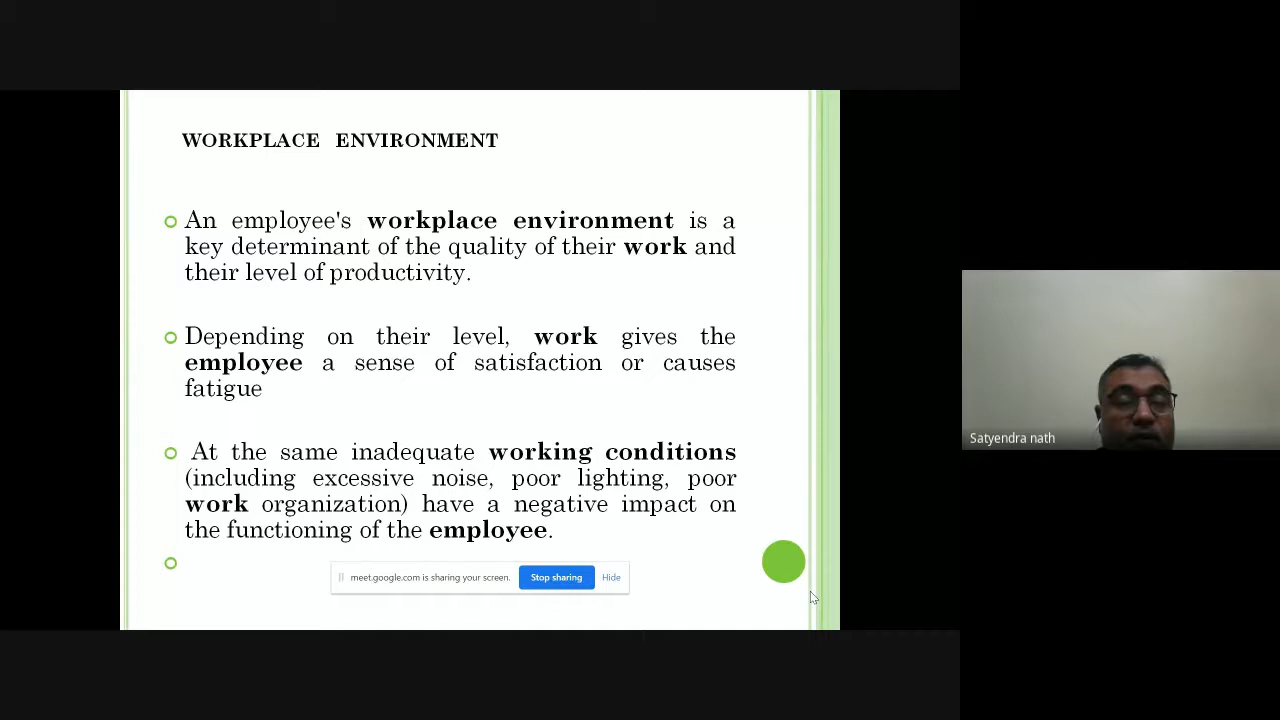 WORKPLACE ENVIRONMENT
An employee's workplace environment is a
key determinant of the quality of their work and
their level of productivity.
Depending on their level, work gives the
employee a sense of satisfaction or causes
fatigue
At the same inadequate working conditions
(including excessive noise, poor lighting, poor
work organization) have a negative impact on
the functioning of the employee.
meet.google.com is sharing your screen. Stop sharing Hide
Satyendra nath